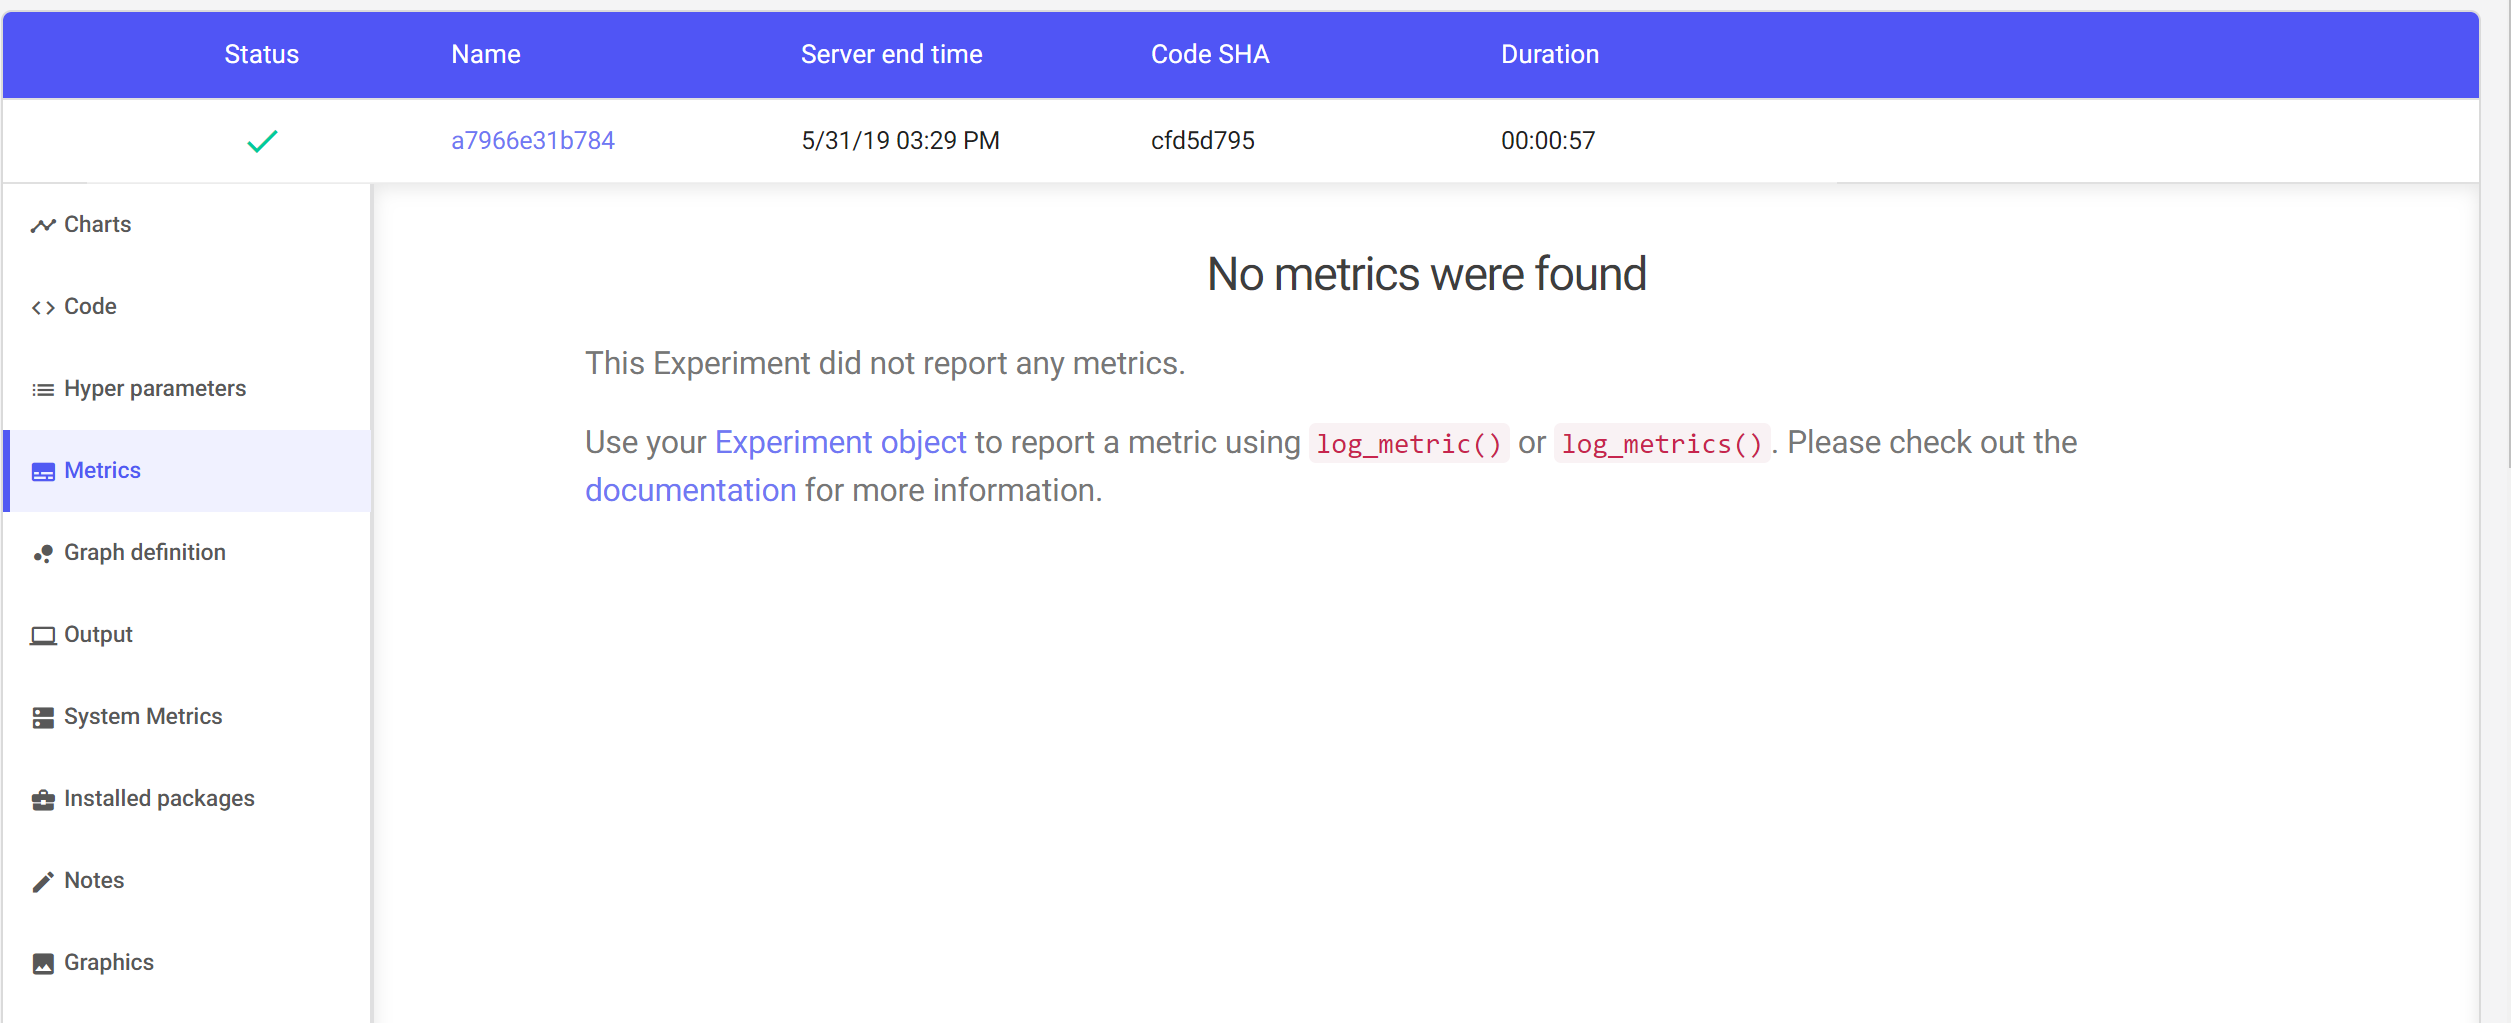 Status Name Server end time Code SHA Duration
a7966e31b784 5/31/19 03:29 PM cfd5d795 00:00:57
Charts
Code
Hyper parameters
Metrics
Graph definition
Output
System Metrics
Installed packages
Notes
Graphics
No metrics were found
This Experiment did not report any metrics.
Use your Experiment object to report a metric using log_metric() or log_metrics(). Please check out the
documentation for more information.